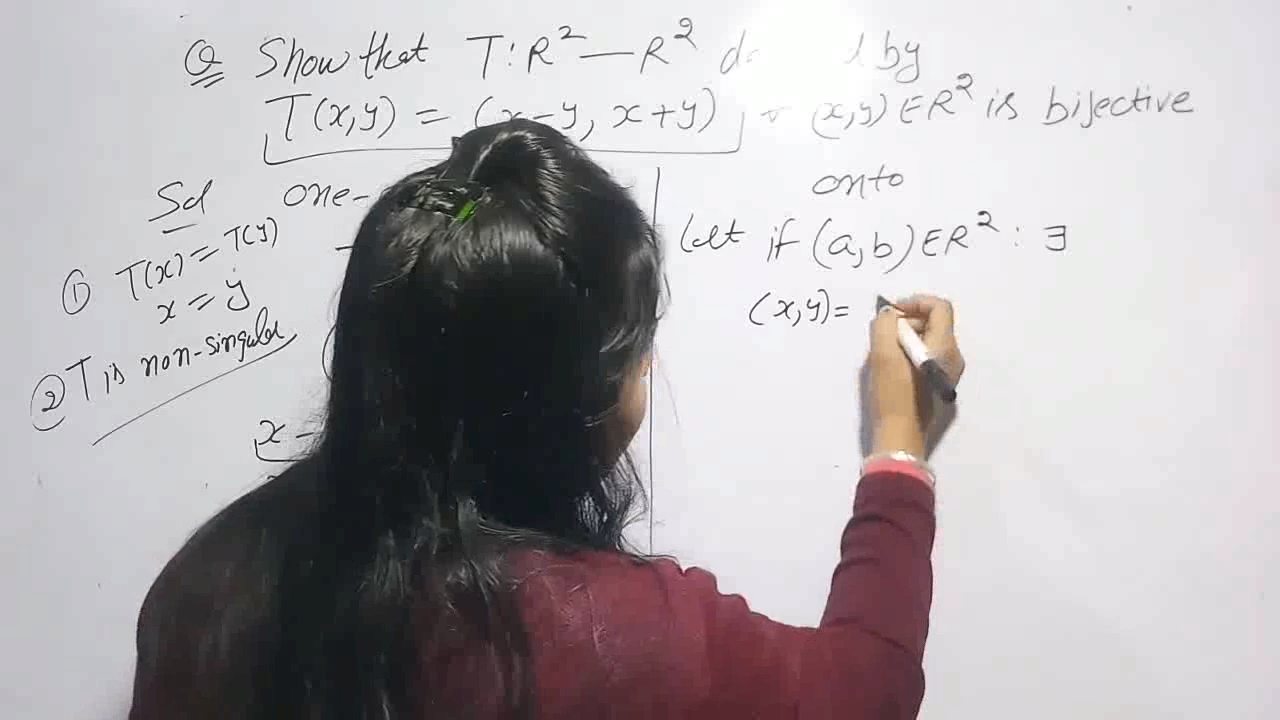 Q Show that T: R² — R² d l by
T(x,y) = (x-y, x+y) ∀ (x,y) ∈ R² is bijective
Sol one-
① T(x) = T(y)
x = y
② T is non-singular
x -
onto
Let if (a,b) ∈ R² : ∃
(x,y) =